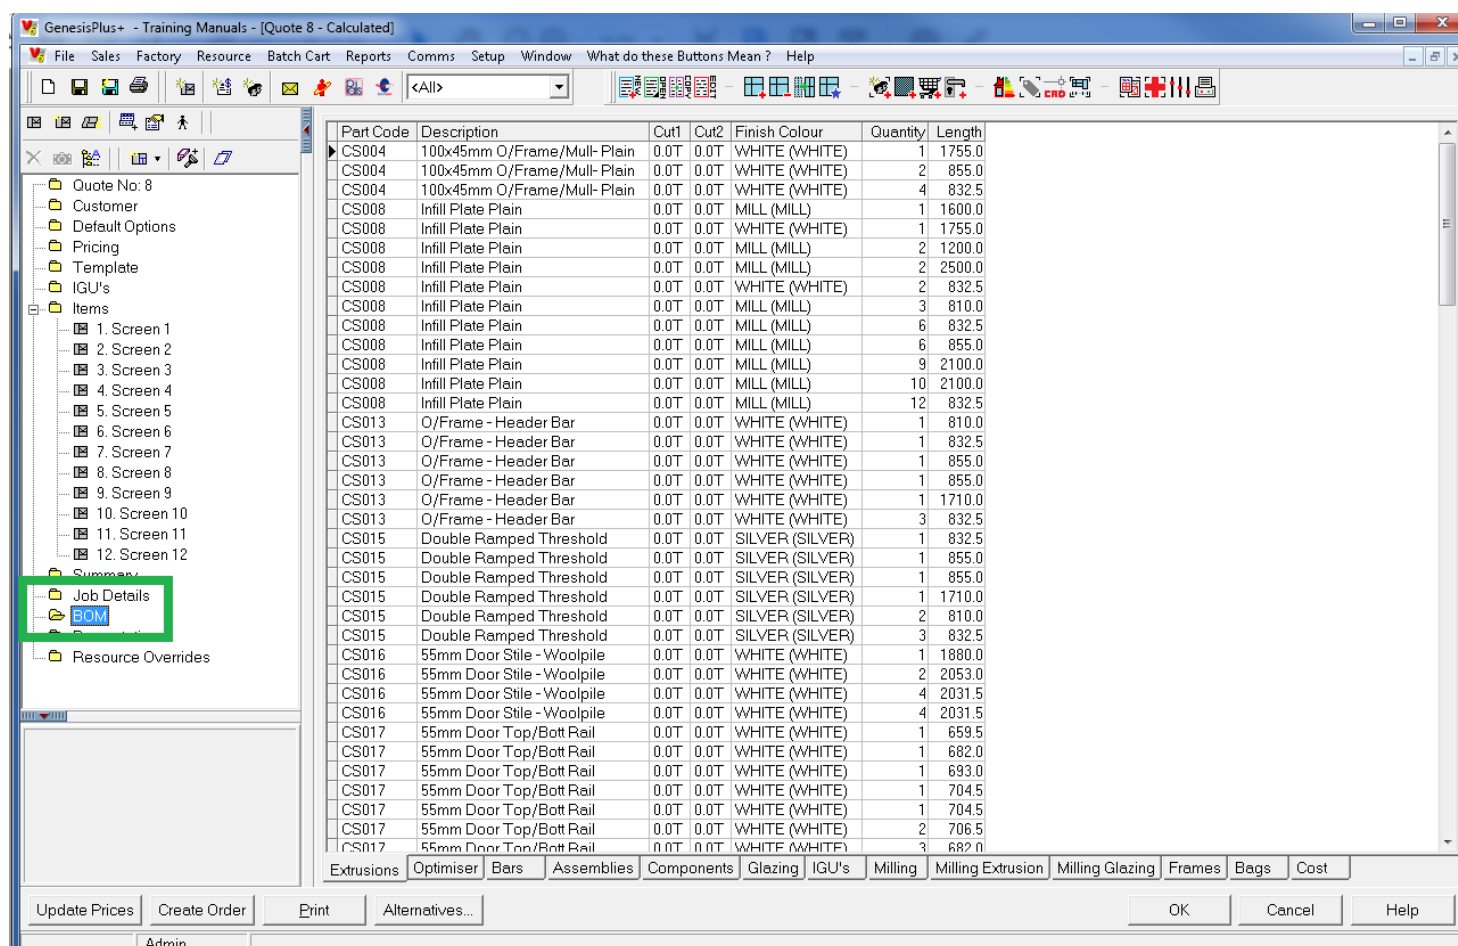 GenesisPlus+ - Training Manuals - [Quote 8 - Calculated]
File Sales Factory Resource Batch Cart Reports Comms Setup Window What do these Buttons Mean ? Help
<All>
Quote No: 8
Customer
Default Options
Pricing
Template
IGU's
Items
1. Screen 1
2. Screen 2
3. Screen 3
4. Screen 4
5. Screen 5
6. Screen 6
7. Screen 7
8. Screen 8
9. Screen 9
10. Screen 10
11. Screen 11
12. Screen 12
Summary
Job Details
BOM
Resource Overrides
Part Code Description Cut1 Cut2 Finish Colour Quantity Length
CS004 100x45mm O/Frame/Mull- Plain 0.0T 0.0T WHITE (WHITE) 1 1755.0
CS004 100x45mm O/Frame/Mull- Plain 0.0T 0.0T WHITE (WHITE) 2 855.0
CS004 100x45mm O/Frame/Mull- Plain 0.0T 0.0T WHITE (WHITE) 4 832.5
CS008 Infill Plate Plain 0.0T 0.0T MILL (MILL) 1 1600.0
CS008 Infill Plate Plain 0.0T 0.0T WHITE (WHITE) 1 1755.0
CS008 Infill Plate Plain 0.0T 0.0T MILL (MILL) 2 1200.0
CS008 Infill Plate Plain 0.0T 0.0T MILL (MILL) 2 2500.0
CS008 Infill Plate Plain 0.0T 0.0T WHITE (WHITE) 2 832.5
CS008 Infill Plate Plain 0.0T 0.0T MILL (MILL) 3 810.0
CS008 Infill Plate Plain 0.0T 0.0T MILL (MILL) 6 832.5
CS008 Infill Plate Plain 0.0T 0.0T MILL (MILL) 6 855.0
CS008 Infill Plate Plain 0.0T 0.0T MILL (MILL) 9 2100.0
CS008 Infill Plate Plain 0.0T 0.0T MILL (MILL) 10 2100.0
CS008 Infill Plate Plain 0.0T 0.0T MILL (MILL) 12 832.5
CS013 O/Frame - Header Bar 0.0T 0.0T WHITE (WHITE) 1 810.0
CS013 O/Frame - Header Bar 0.0T 0.0T WHITE (WHITE) 1 832.5
CS013 O/Frame - Header Bar 0.0T 0.0T WHITE (WHITE) 1 855.0
CS013 O/Frame - Header Bar 0.0T 0.0T WHITE (WHITE) 1 855.0
CS013 O/Frame - Header Bar 0.0T 0.0T WHITE (WHITE) 1 1710.0
CS013 O/Frame - Header Bar 0.0T 0.0T WHITE (WHITE) 3 832.5
CS015 Double Ramped Threshold 0.0T 0.0T SILVER (SILVER) 1 832.5
CS015 Double Ramped Threshold 0.0T 0.0T SILVER (SILVER) 1 855.0
CS015 Double Ramped Threshold 0.0T 0.0T SILVER (SILVER) 1 855.0
CS015 Double Ramped Threshold 0.0T 0.0T SILVER (SILVER) 1 1710.0
CS015 Double Ramped Threshold 0.0T 0.0T SILVER (SILVER) 2 810.0
CS015 Double Ramped Threshold 0.0T 0.0T SILVER (SILVER) 3 832.5
CS016 55mm Door Stile - Woolpile 0.0T 0.0T WHITE (WHITE) 1 1880.0
CS016 55mm Door Stile - Woolpile 0.0T 0.0T WHITE (WHITE) 2 2053.0
CS016 55mm Door Stile - Woolpile 0.0T 0.0T WHITE (WHITE) 4 2031.5
CS016 55mm Door Stile - Woolpile 0.0T 0.0T WHITE (WHITE) 4 2031.5
CS017 55mm Door Top/Bott Rail 0.0T 0.0T WHITE (WHITE) 1 659.5
CS017 55mm Door Top/Bott Rail 0.0T 0.0T WHITE (WHITE) 1 682.0
CS017 55mm Door Top/Bott Rail 0.0T 0.0T WHITE (WHITE) 1 693.0
CS017 55mm Door Top/Bott Rail 0.0T 0.0T WHITE (WHITE) 1 704.5
CS017 55mm Door Top/Bott Rail 0.0T 0.0T WHITE (WHITE) 1 704.5
CS017 55mm Door Top/Bott Rail 0.0T 0.0T WHITE (WHITE) 2 706.5
CS017 55mm Door Top/Bott Rail 0.0T 0.0T WHITE (WHITE) 3 682.0
Extrusions Optimiser Bars Assemblies Components Glazing IGU's Milling Milling Extrusion Milling Glazing Frames Bags Cost
Update Prices Create Order Print Alternatives... OK Cancel Help
Admin